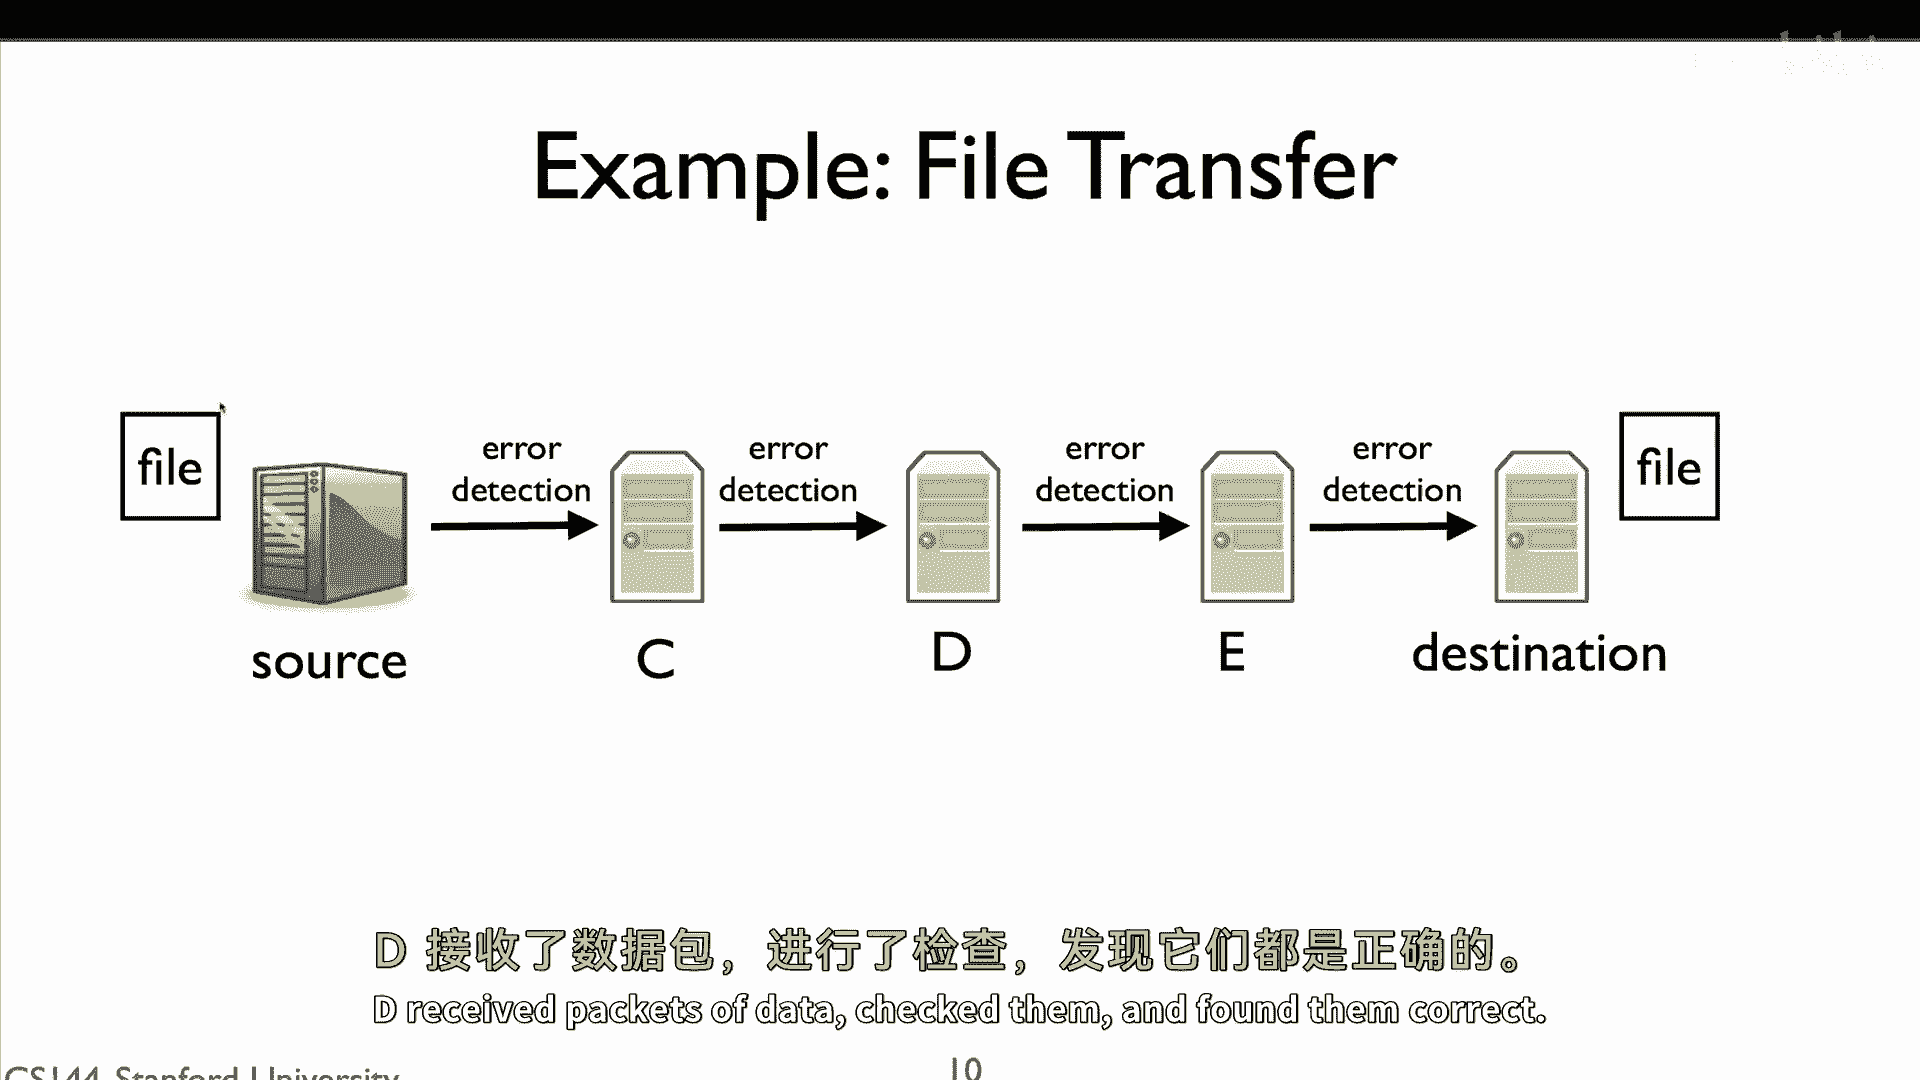 Example: File Transfer
file
error
detection
error
detection
error
detection
error
detection
file
source
C
D
E
destination
D 接收了数据包，进行了检查，发现它们都是正确的。
D received packets of data, checked them, and found them correct.
CS144, Stanford University
10